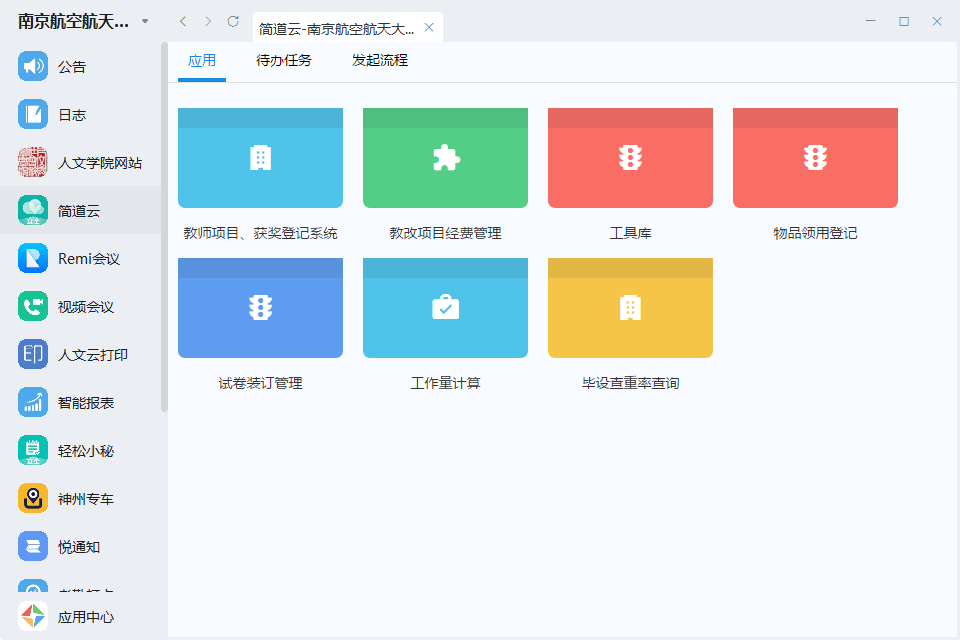 南京航空航天...
简道云-南京航空航天大...
公告
日志
人文学院网站
简道云
Remi会议
视频会议
人文云打印
印
智能报表
轻松小秘
神州专车
悦通知
应用中心
应用 待办任务 发起流程
教师项目、获奖登记系统 教改项目经费管理 工具库 物品领用登记
试卷装订管理 工作量计算 毕设查重率查询